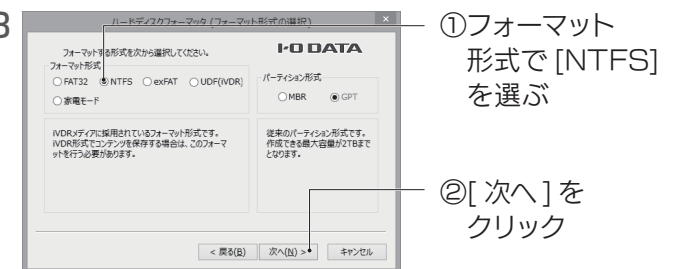 3
ハードディスクフォーマッタ (フォーマット形式の選択)
×
フォーマットする形式を次から選択してください。
I-O DATA
フォーマット形式
FAT32 NTFS exFAT UDF(iVDR)
家電モード
パーティション形式
MBR GPT
iVDRメディアに採用されているフォーマット形式です。
iVDR形式でコンテンツを保存する場合は、このフォーマ
ットを行う必要があります。
従来のパーティション形式です。
作成できる最大容量が2TBまで
となります。
< 戻る(B) 次へ(N) > キャンセル
①フォーマット
形式で [NTFS]
を選ぶ
②[ 次へ ] を
クリック